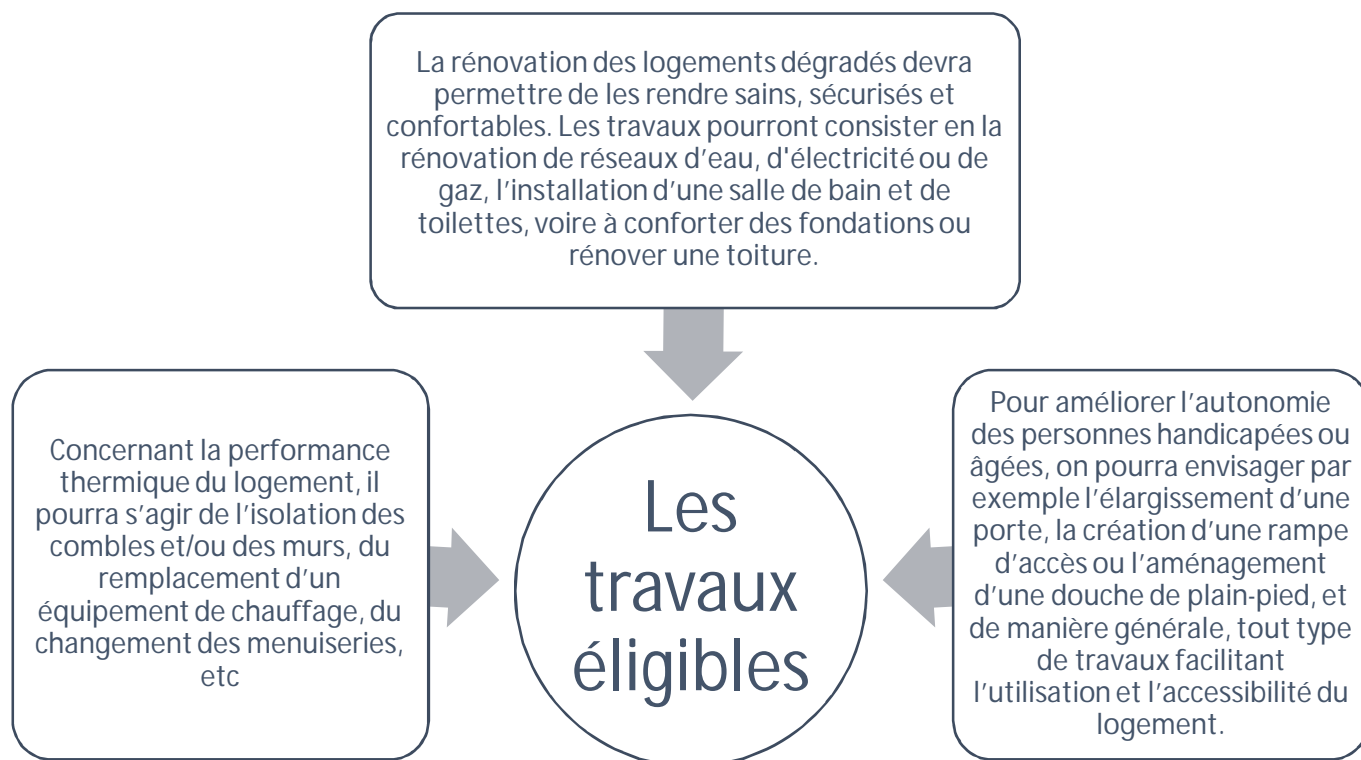 La rénovation des logements dégradés devra
permettre de les rendre sains, sécurisés et
confortables. Les travaux pourront consister en la
rénovation de réseaux d’eau, d'électricité ou de
gaz, l’installation d’une salle de bain et de
toilettes, voire à conforter des fondations ou
rénover une toiture.
Concernant la performance
thermique du logement, il
pourra s’agir de l’isolation des
combles et/ou des murs, du
remplacement d’un
équipement de chauffage, du
changement des menuiseries,
etc
Les
travaux
éligibles
Pour améliorer l’autonomie
des personnes handicapées ou
âgées, on pourra envisager par
exemple l’élargissement d’une
porte, la création d’une rampe
d’accès ou l’aménagement
d’une douche de plain-pied, et
de manière générale, tout type
de travaux facilitant
l’utilisation et l’accessibilité du
logement.